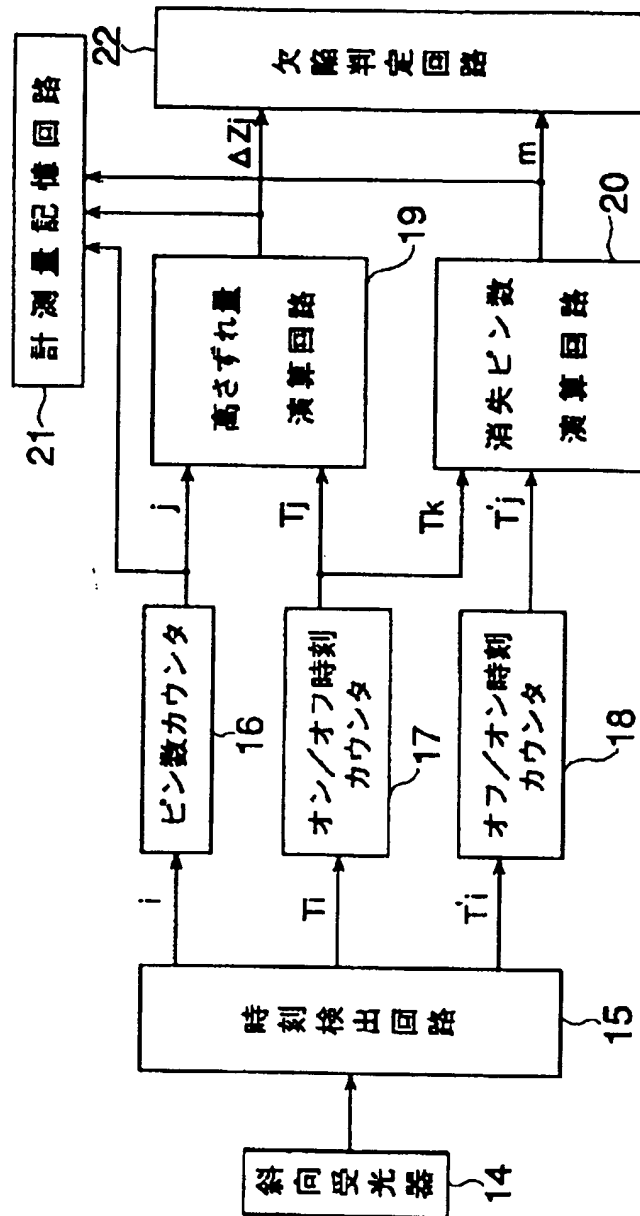 斜向受光器
14
時刻検出回路
15
i
Ti
T'i
ピン数カウンタ
16
オン／オフ時刻
カウンタ
17
オフ／オン時刻
カウンタ
18
j
Tj
Tk
T'j
高さずれ量
演算回路
19
消失ピン数
演算回路
20
計測量記憶回路
21
ΔZj
m
欠陥判定回路
22